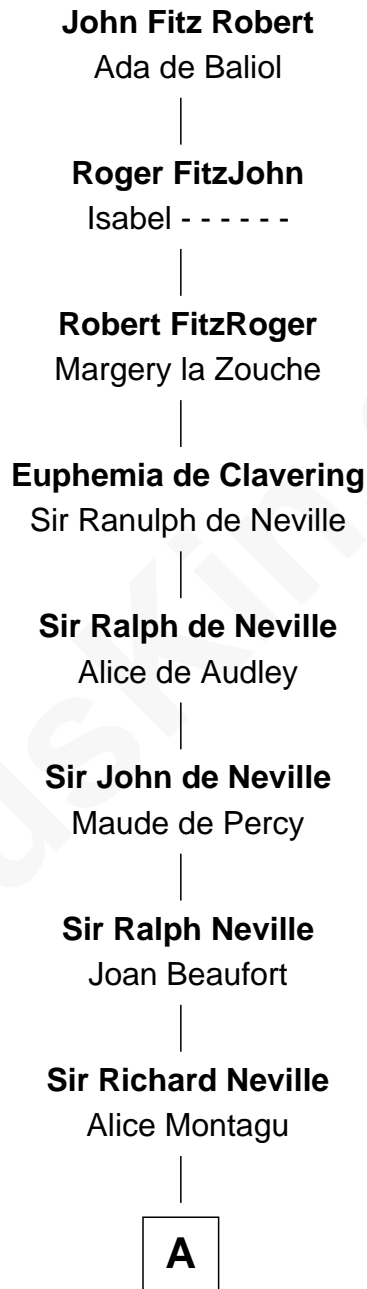 John Fitz Robert
Ada de Baliol
Roger FitzJohn
Isabel - - - - - -
Robert FitzRoger
Margery la Zouche
Euphemia de Clavering
Sir Ranulph de Neville
Sir Ralph de Neville
Alice de Audley
Sir John de Neville
Maude de Percy
Sir Ralph Neville
Joan Beaufort
Sir Richard Neville
Alice Montagu
A